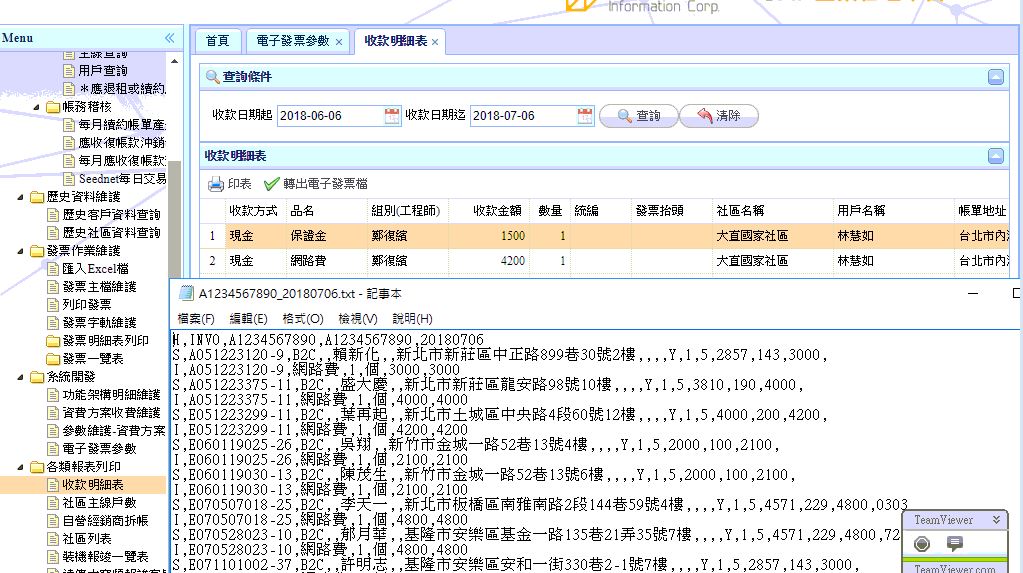 Information Corp.
Menu
主線查詢
用戶查詢
＊應退租或續約
帳務稽核
每月續約帳單產
應收復帳款沖銷
每月應收復帳款
Seednet每日交易
歷史資料維護
歷史客戶資料查詢
歷史社區資料查詢
發票作業維護
匯入Excel檔
發票主檔維護
列印發票
發票字軌維護
發票明細表列印
發票一覽表
系統開發
功能架構明細維護
資費方案收費維護
參數維護-資費方案
電子發票參數
各類報表列印
收款明細表
社區主線戶數
自營經銷商拆帳
社區列表
裝機報竣一覽表
首頁 電子發票參數 × 收款明細表 ×
查詢條件
收款日期起 2018-06-06 收款日期迄 2018-07-06 查詢 清除
收款明細表
印表 轉出電子發票檔
收款方式 品名 組別(工程師) 收款金額 數量 統編 發票抬頭 社區名稱 用戶名稱 帳單地址
1 現金 保證金 鄭復繽 1500 1 大直國家社區 林慧如 台北市內
2 現金 網路費 鄭復繽 4200 1 大直國家社區 林慧如 台北市內
A1234567890_20180706.txt - 記事本
檔案(F) 編輯(E) 格式(O) 檢視(V) 說明(H)
H,INVO,A1234567890,A1234567890,20180706
S,A051223120-9,B2C,,賴新化,,新北市新莊區中正路899巷30號2樓,,,,Y,1,5,2857,143,3000,
I,A051223120-9,網路費,1,個,3000,3000
S,A051223375-11,B2C,,盛大慶,,新北市新莊區龍安路98號10樓,,,,Y,1,5,3810,190,4000,
I,A051223375-11,網路費,1,個,4000,4000
S,E051223299-11,B2C,,葉再起,,新北市土城區中央路4段60號12樓,,,,Y,1,5,4000,200,4200,
I,E051223299-11,網路費,1,個,4200,4200
S,E060119025-26,B2C,,吳翔,,新竹市金城一路52巷13號4樓,,,,Y,1,5,2000,100,2100,
I,E060119025-26,網路費,1,個,2100,2100
S,E060119030-13,B2C,,陳茂生,,新竹市金城一路52巷13號6樓,,,,Y,1,5,2000,100,2100,
I,E060119030-13,網路費,1,個,2100,2100
S,E070507018-25,B2C,,李天一,,新北市板橋區南雅南路2段144巷59號4樓,,,,Y,1,5,4571,229,4800,0303
I,E070507018-25,網路費,1,個,4800,4800
S,E070528023-10,B2C,,郁月華,,基隆市安樂區基金一路135巷21弄35號7樓,,,,Y,1,5,4571,229,4800,72
I,E070528023-10,網路費,1,個,4800,4800
S,E071101002-37,B2C,,許明志,,基隆市安樂區安和一街330巷2-1號7樓,,,,Y,1,5,2857,143,3000,
TeamViewer
TeamViewer.com